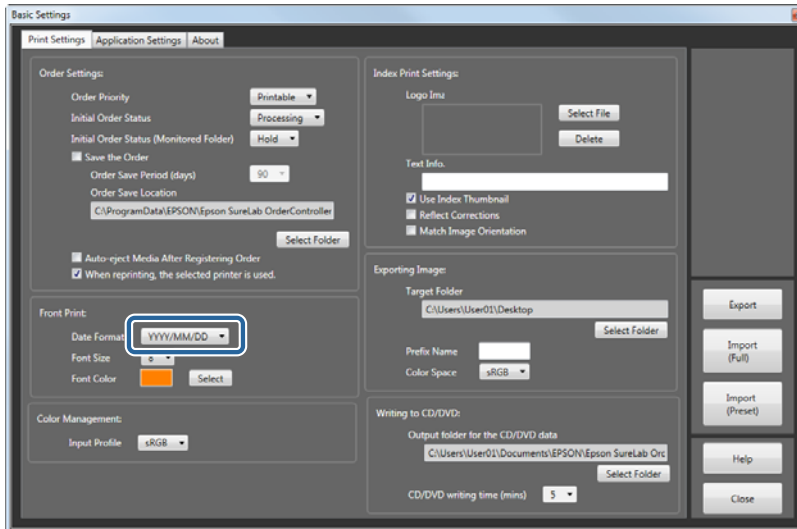 Basic Settings
Print Settings
Application Settings
About
Order Settings:
Order Priority
Printable
Initial Order Status
Processing
Initial Order Status (Monitored Folder)
Hold
Save the Order
Order Save Period (days)
90
Order Save Location
C:\ProgramData\EPSON\Epson SureLab OrderController
Select Folder
Auto-eject Media After Registering Order
When reprinting, the selected printer is used.
Front Print:
Date Format
YYYY/MM/DD
Font Size
8
Font Color
Select
Color Management:
Input Profile
sRGB
Index Print Settings:
Logo Ima
Select File
Delete
Text Info.
Use Index Thumbnail
Reflect Corrections
Match Image Orientation
Exporting Image:
Target Folder
C:\Users\User01\Desktop
Select Folder
Prefix Name
Color Space
sRGB
Writing to CD/DVD:
Output folder for the CD/DVD data
C:\Users\User01\Documents\EPSON\Epson SureLab Orc
Select Folder
CD/DVD writing time (mins)
5
Export
Import
(Full)
Import
(Preset)
Help
Close